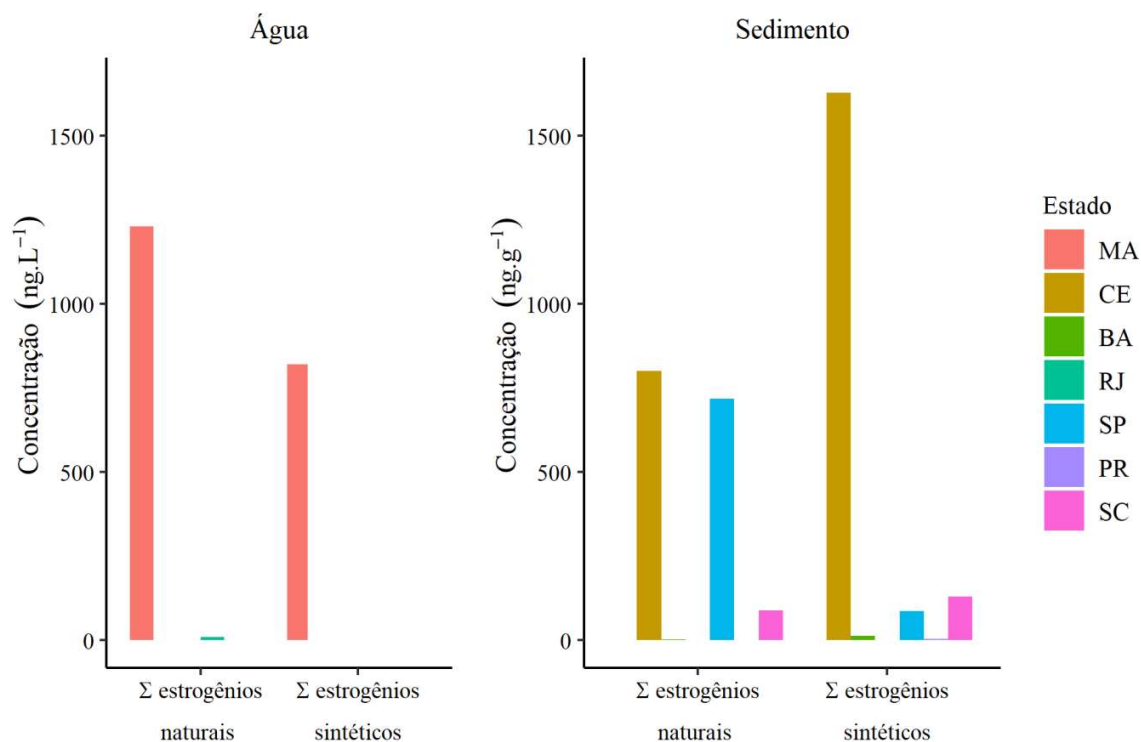 Água
Concentração (ng.L⁻¹)
1500
1000
500
0
Σ estrogênios
naturais
Σ estrogênios
sintéticos
Sedimento
Concentração (ng.g⁻¹)
1500
1000
500
0
Σ estrogênios
naturais
Σ estrogênios
sintéticos
Estado
MA
CE
BA
RJ
SP
PR
SC